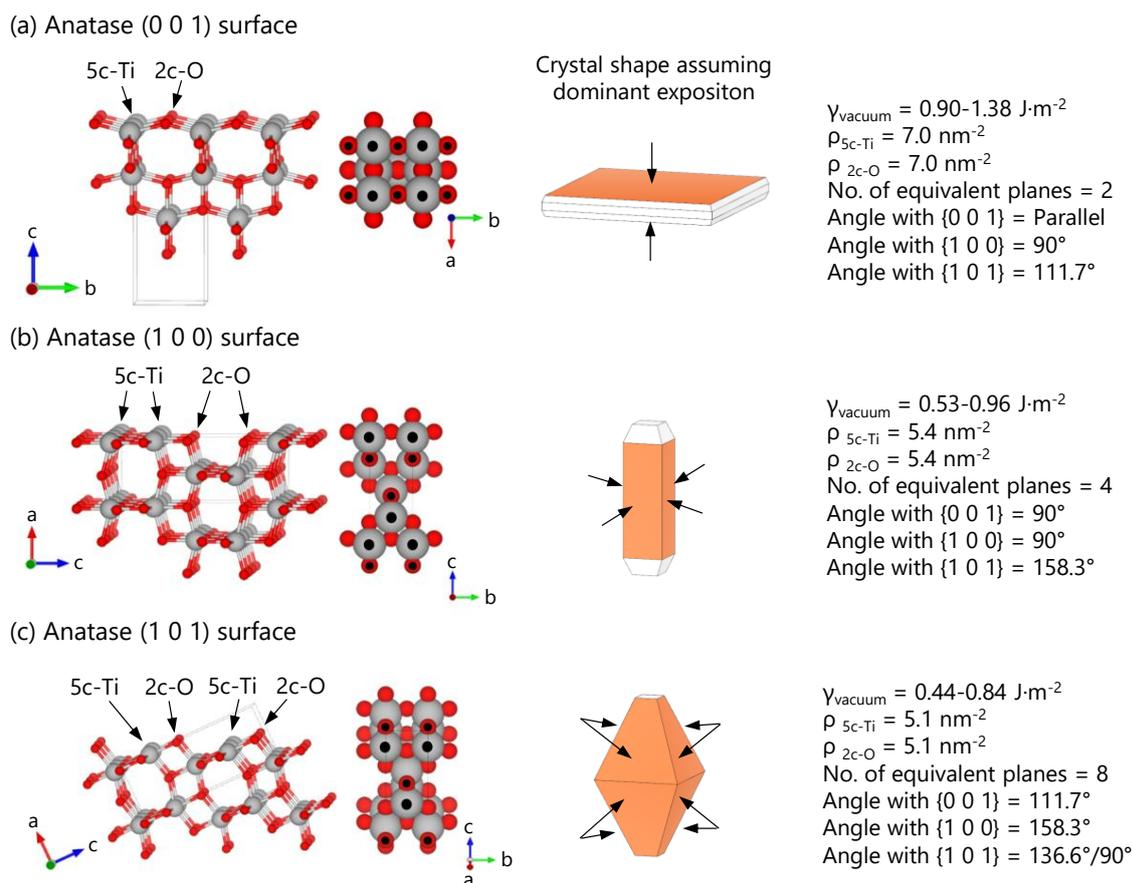 (a) Anatase (0 0 1) surface
5c-Ti 2c-O
Crystal shape assuming
dominant expositon
γvacuum = 0.90-1.38 J·m-2
ρ5c-Ti = 7.0 nm-2
ρ 2c-O = 7.0 nm-2
No. of equivalent planes = 2
Angle with {0 0 1} = Parallel
Angle with {1 0 0} = 90°
Angle with {1 0 1} = 111.7°
c
b
b
a
(b) Anatase (1 0 0) surface
5c-Ti 2c-O
γvacuum = 0.53-0.96 J·m-2
ρ 5c-Ti = 5.4 nm-2
ρ 2c-O = 5.4 nm-2
No. of equivalent planes = 4
Angle with {0 0 1} = 90°
Angle with {1 0 0} = 90°
Angle with {1 0 1} = 158.3°
a
c
c
b
(c) Anatase (1 0 1) surface
5c-Ti 2c-O 5c-Ti 2c-O
γvacuum = 0.44-0.84 J·m-2
ρ 5c-Ti = 5.1 nm-2
ρ 2c-O = 5.1 nm-2
No. of equivalent planes = 8
Angle with {0 0 1} = 111.7°
Angle with {1 0 0} = 158.3°
Angle with {1 0 1} = 136.6°/90°
a
c
c
b
a